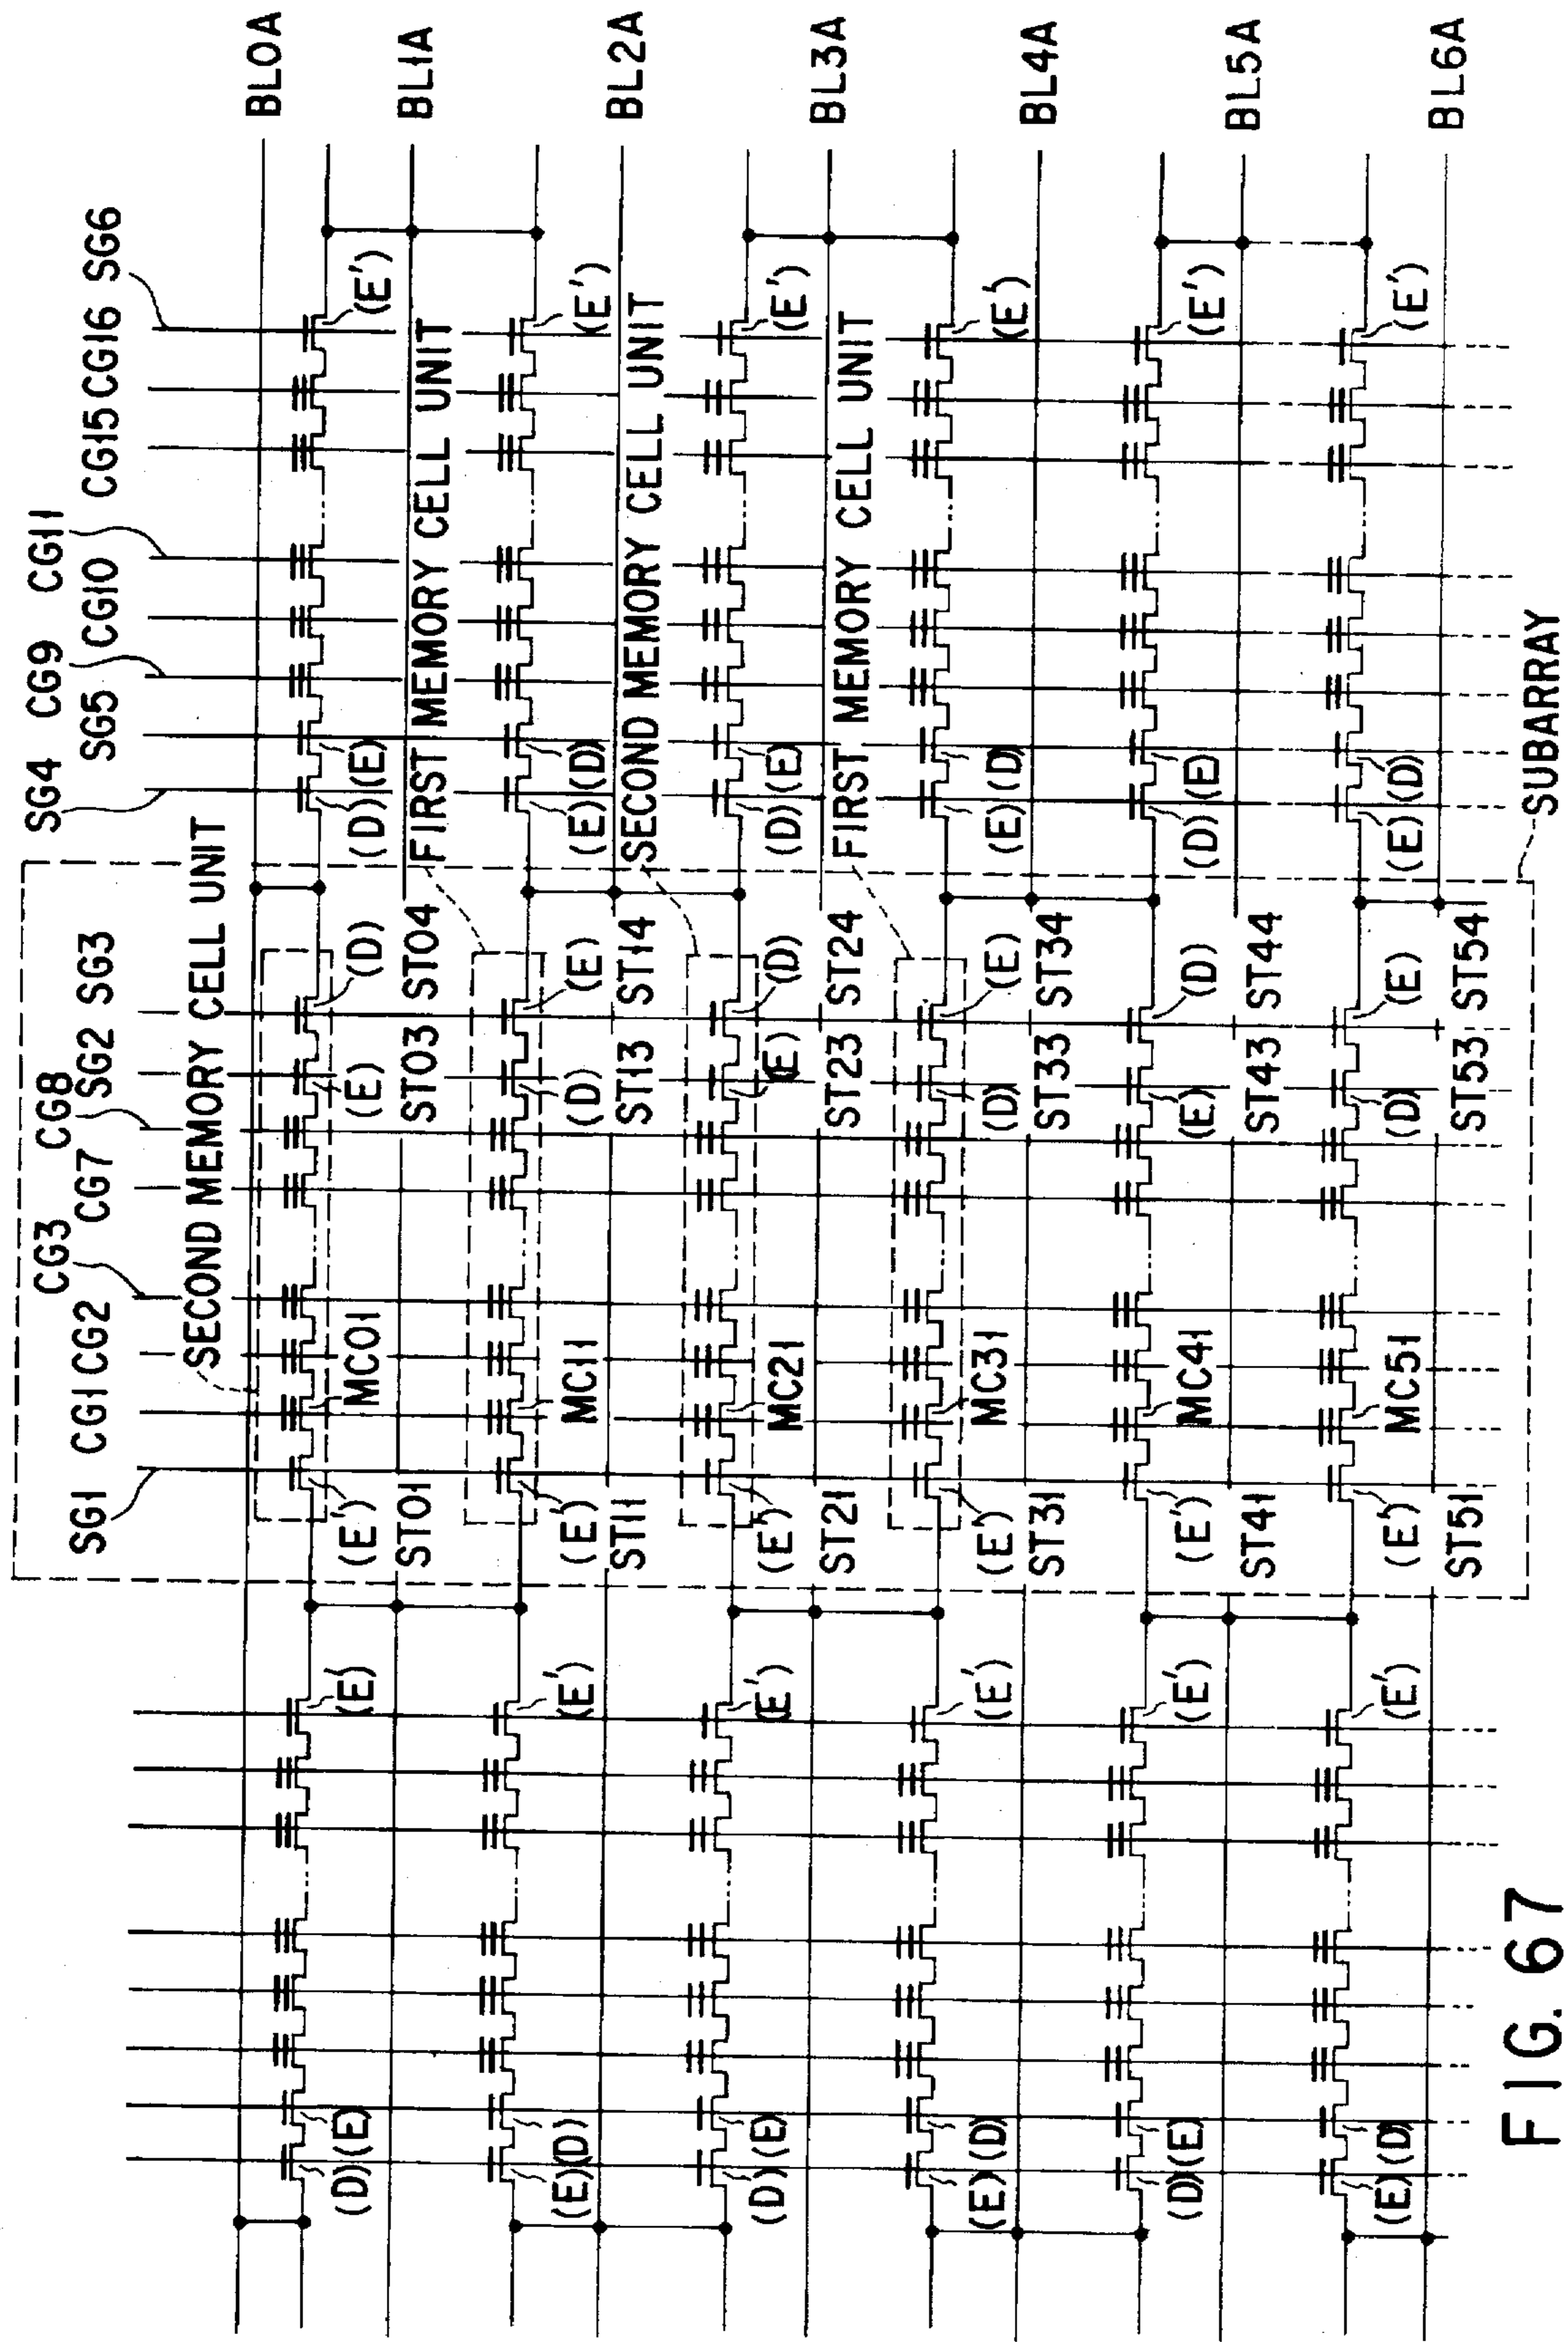 CG3 CG8 SG4 CG9 CG11
SG1 CG1 CG2 CG7 SG2 SG3 SG5 CG10 CG15 CG16 SG6
SECOND MEMORY CELL UNIT
BL0A
(D) (E) (E') (E') MC01 (E) (D) (D) (E) (E')
ST01 ST03 ST04 BL1A
FIRST MEMORY CELL UNIT
(E) (D) (E') (E') MC11 (D) (E) (E) (D) (E')
ST11 ST13 ST14 BL2A
SECOND MEMORY CELL UNIT
(D) (E) (E') (E') MC21 (E) (D) (D) (E) (E')
ST21 ST23 ST24 BL3A
FIRST MEMORY CELL UNIT
(E) (D) (E') (E') MC31 (D) (E) (E) (D) (E')
ST31 ST33 ST34 BL4A
(D) (E) (E') (E') MC41 (E) (D) (D) (E) (E')
ST41 ST43 ST44 BL5A
(E) (D) (E') (E') MC51 (D) (E) (E) (D) (E')
ST51 ST53 ST54 BL6A
SUBARRAY
FIG. 67